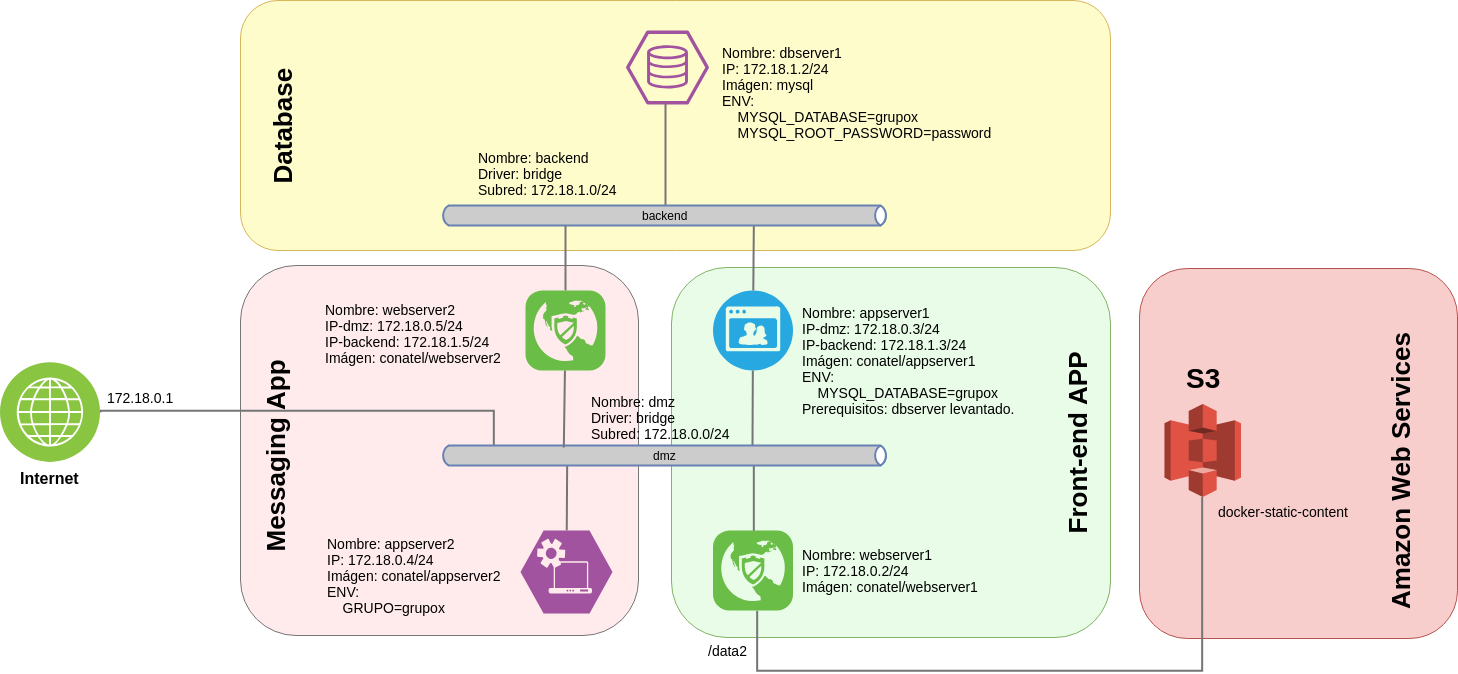 Database
Nombre: dbserver1
IP: 172.18.1.2/24
Imágen: mysql
ENV:
MYSQL_DATABASE=grupox
MYSQL_ROOT_PASSWORD=password
Nombre: backend
Driver: bridge
Subred: 172.18.1.0/24
backend
Messaging App
Nombre: webserver2
IP-dmz: 172.18.0.5/24
IP-backend: 172.18.1.5/24
Imágen: conatel/webserver2
Nombre: appserver1
IP-dmz: 172.18.0.3/24
IP-backend: 172.18.1.3/24
Imágen: conatel/appserver1
ENV:
MYSQL_DATABASE=grupox
Prerequisitos: dbserver levantado.
Front-end APP
172.18.0.1
Internet
Nombre: dmz
Driver: bridge
Subred: 172.18.0.0/24
dmz
Nombre: appserver2
IP: 172.18.0.4/24
Imágen: conatel/appserver2
ENV:
GRUPO=grupox
Nombre: webserver1
IP: 172.18.0.2/24
Imágen: conatel/webserver1
/data2
S3
docker-static-content
Amazon Web Services